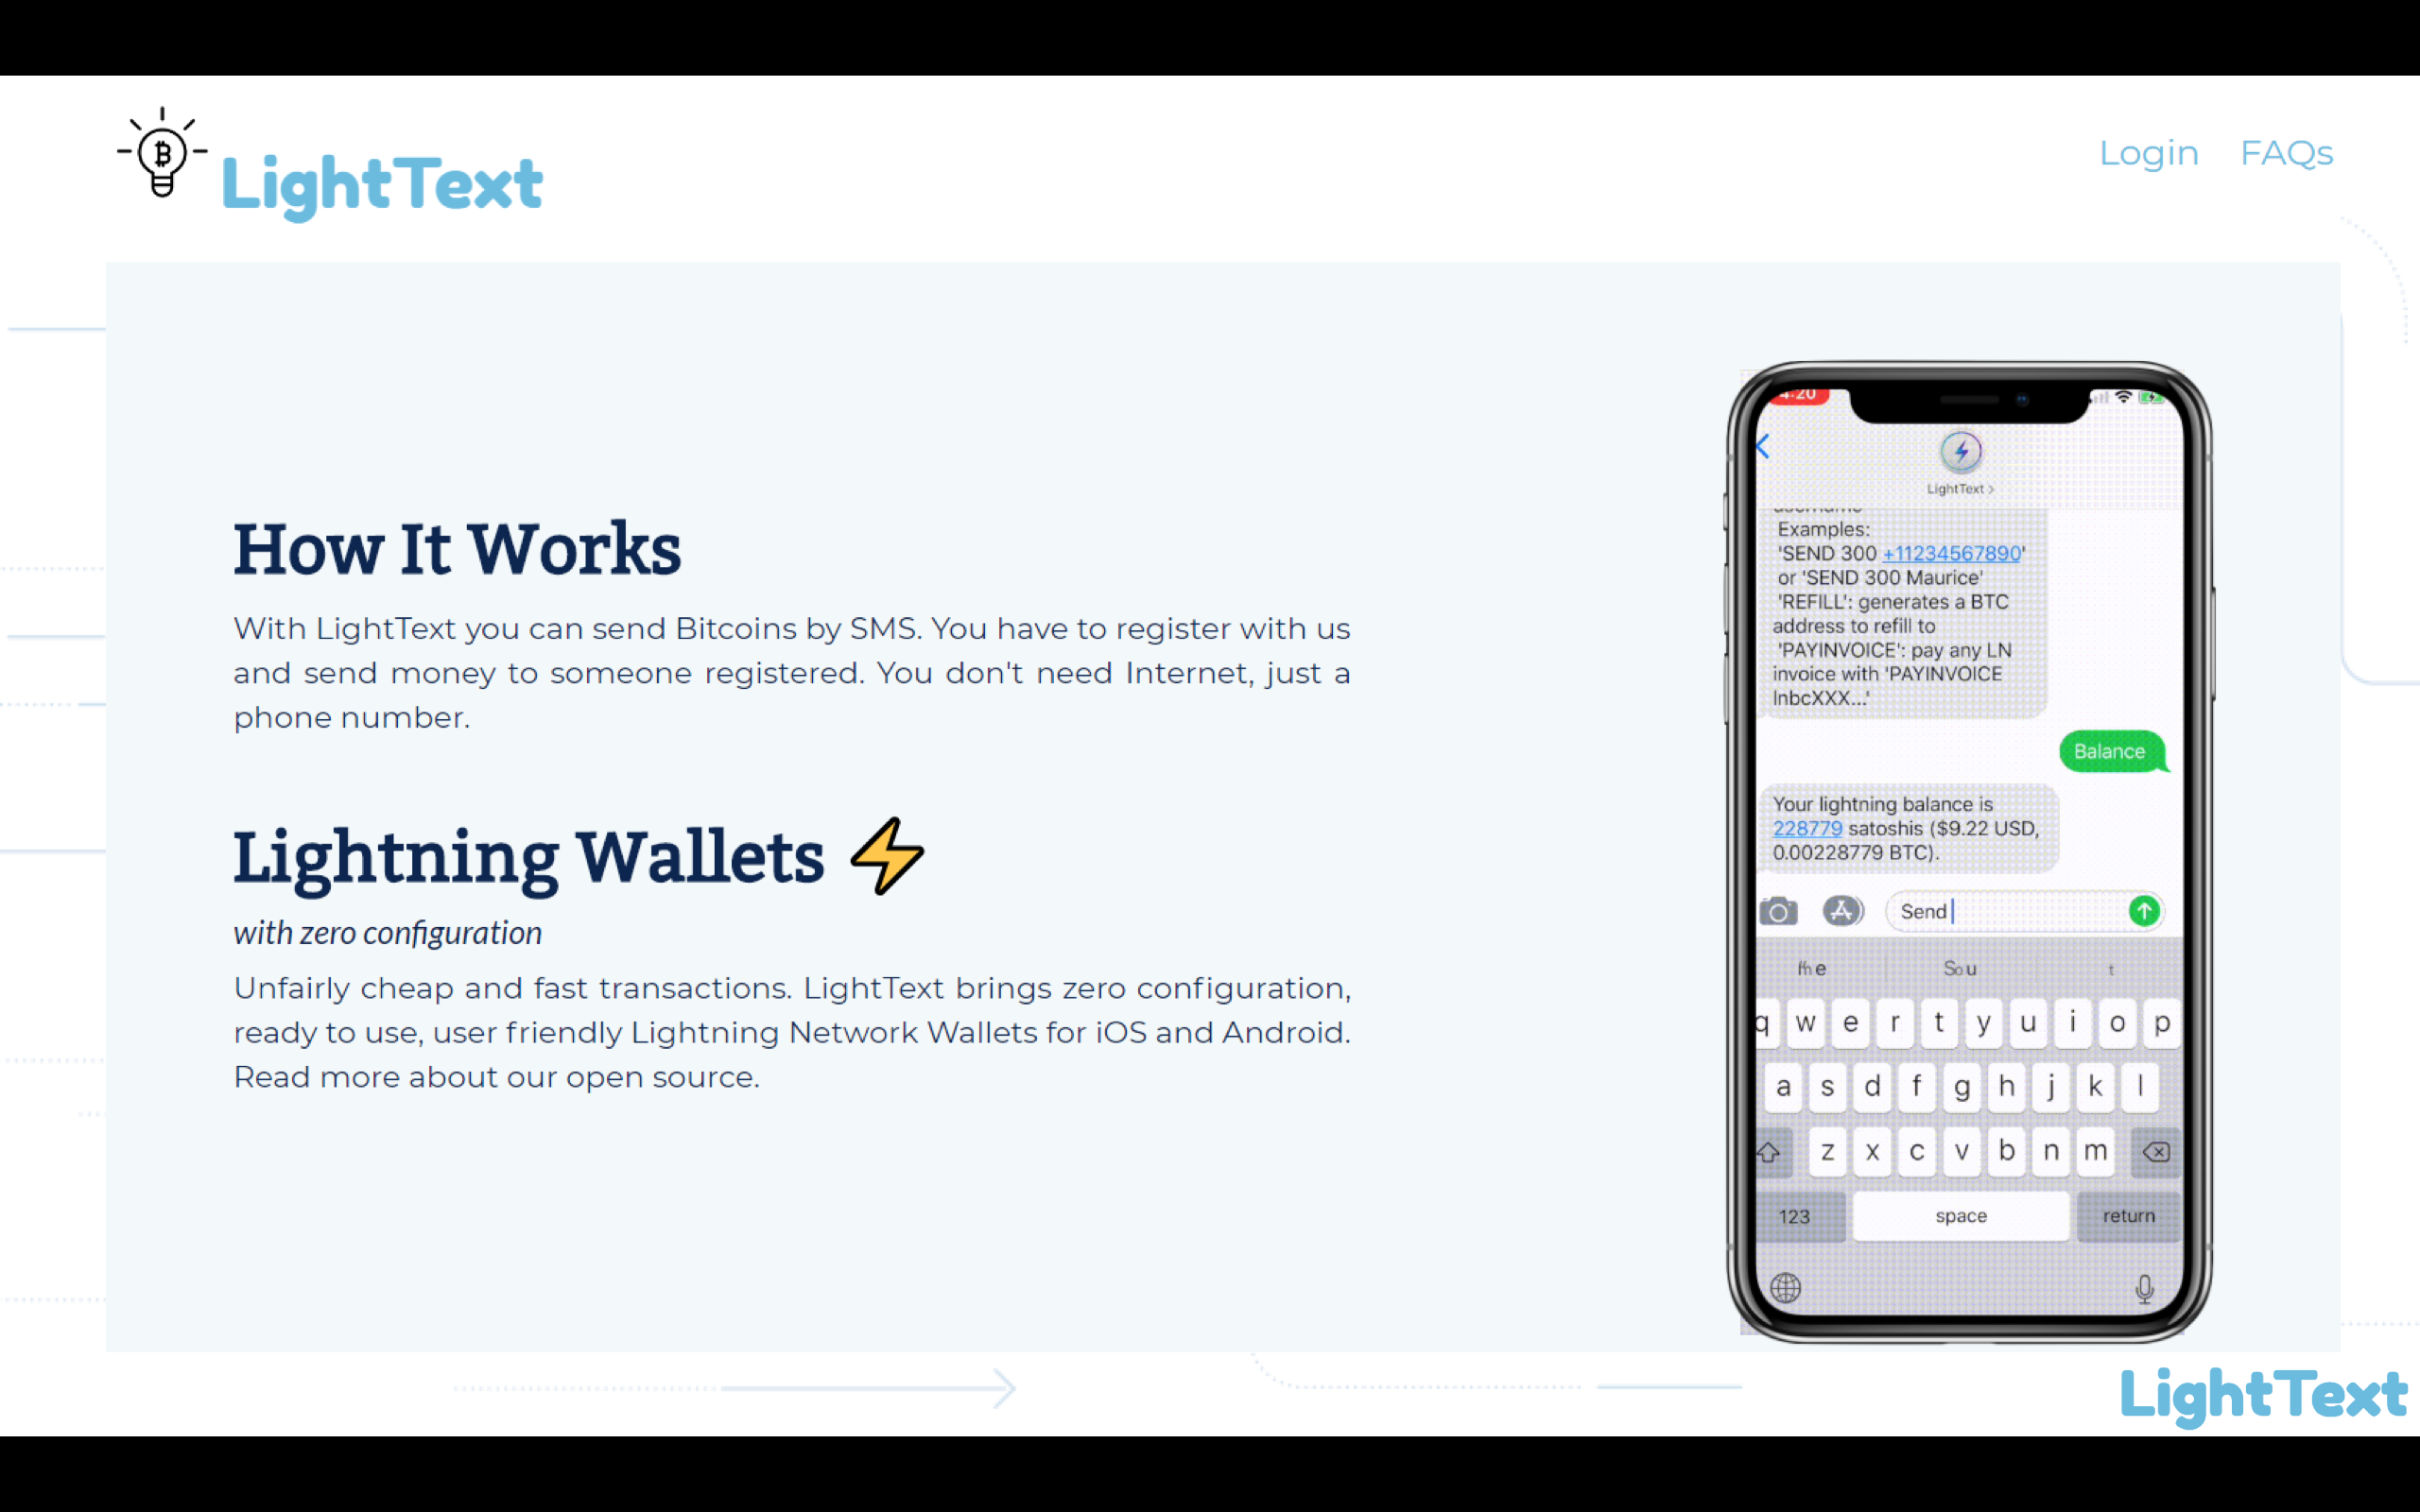 LightText
Login FAQs
How It Works
With LightText you can send Bitcoins by SMS. You have to register with us
and send money to someone registered. You don't need Internet, just a
phone number.
Lightning Wallets ⚡
with zero configuration
Unfairly cheap and fast transactions. LightText brings zero configuration,
ready to use, user friendly Lightning Network Wallets for iOS and Android.
Read more about our open source.
4:20
LightText >
username
Examples:
'SEND 300 +11234567890'
or 'SEND 300 Maurice'
'REFILL': generates a BTC
address to refill to
'PAYINVOICE': pay any LN
invoice with 'PAYINVOICE
lnbcXXX...'
Balance
Your lightning balance is
228779 satoshis ($9.22 USD,
0.00228779 BTC).
Send
q w e r t y u i o p
a s d f g h j k l
z x c v b n m
123 space return
LightText